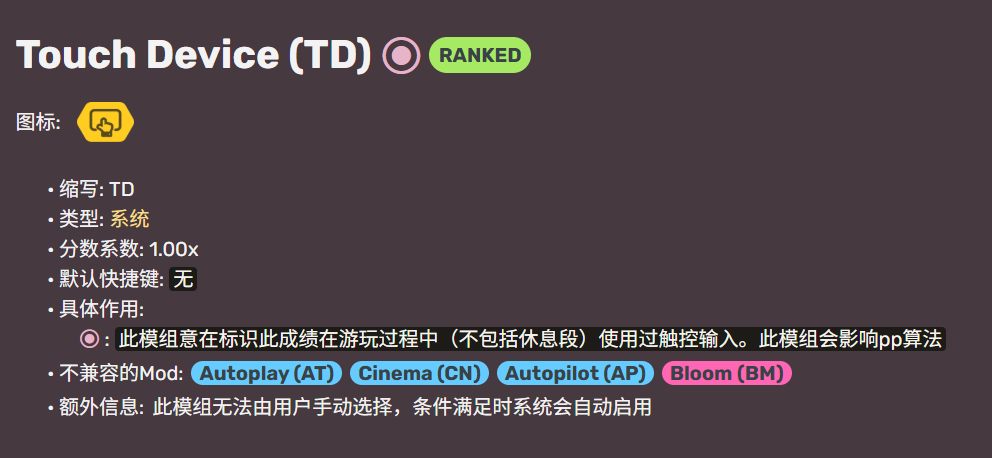 Touch Device (TD) RANKED
图标:
• 缩写: TD
• 类型: 系统
• 分数系数: 1.00x
• 默认快捷键: 无
• 具体作用:
: 此模组意在标识此成绩在游玩过程中（不包括休息段）使用过触控输入。此模组会影响pp算法
• 不兼容的Mod: Autoplay (AT) Cinema (CN) Autopilot (AP) Bloom (BM)
• 额外信息: 此模组无法由用户手动选择，条件满足时系统会自动启用